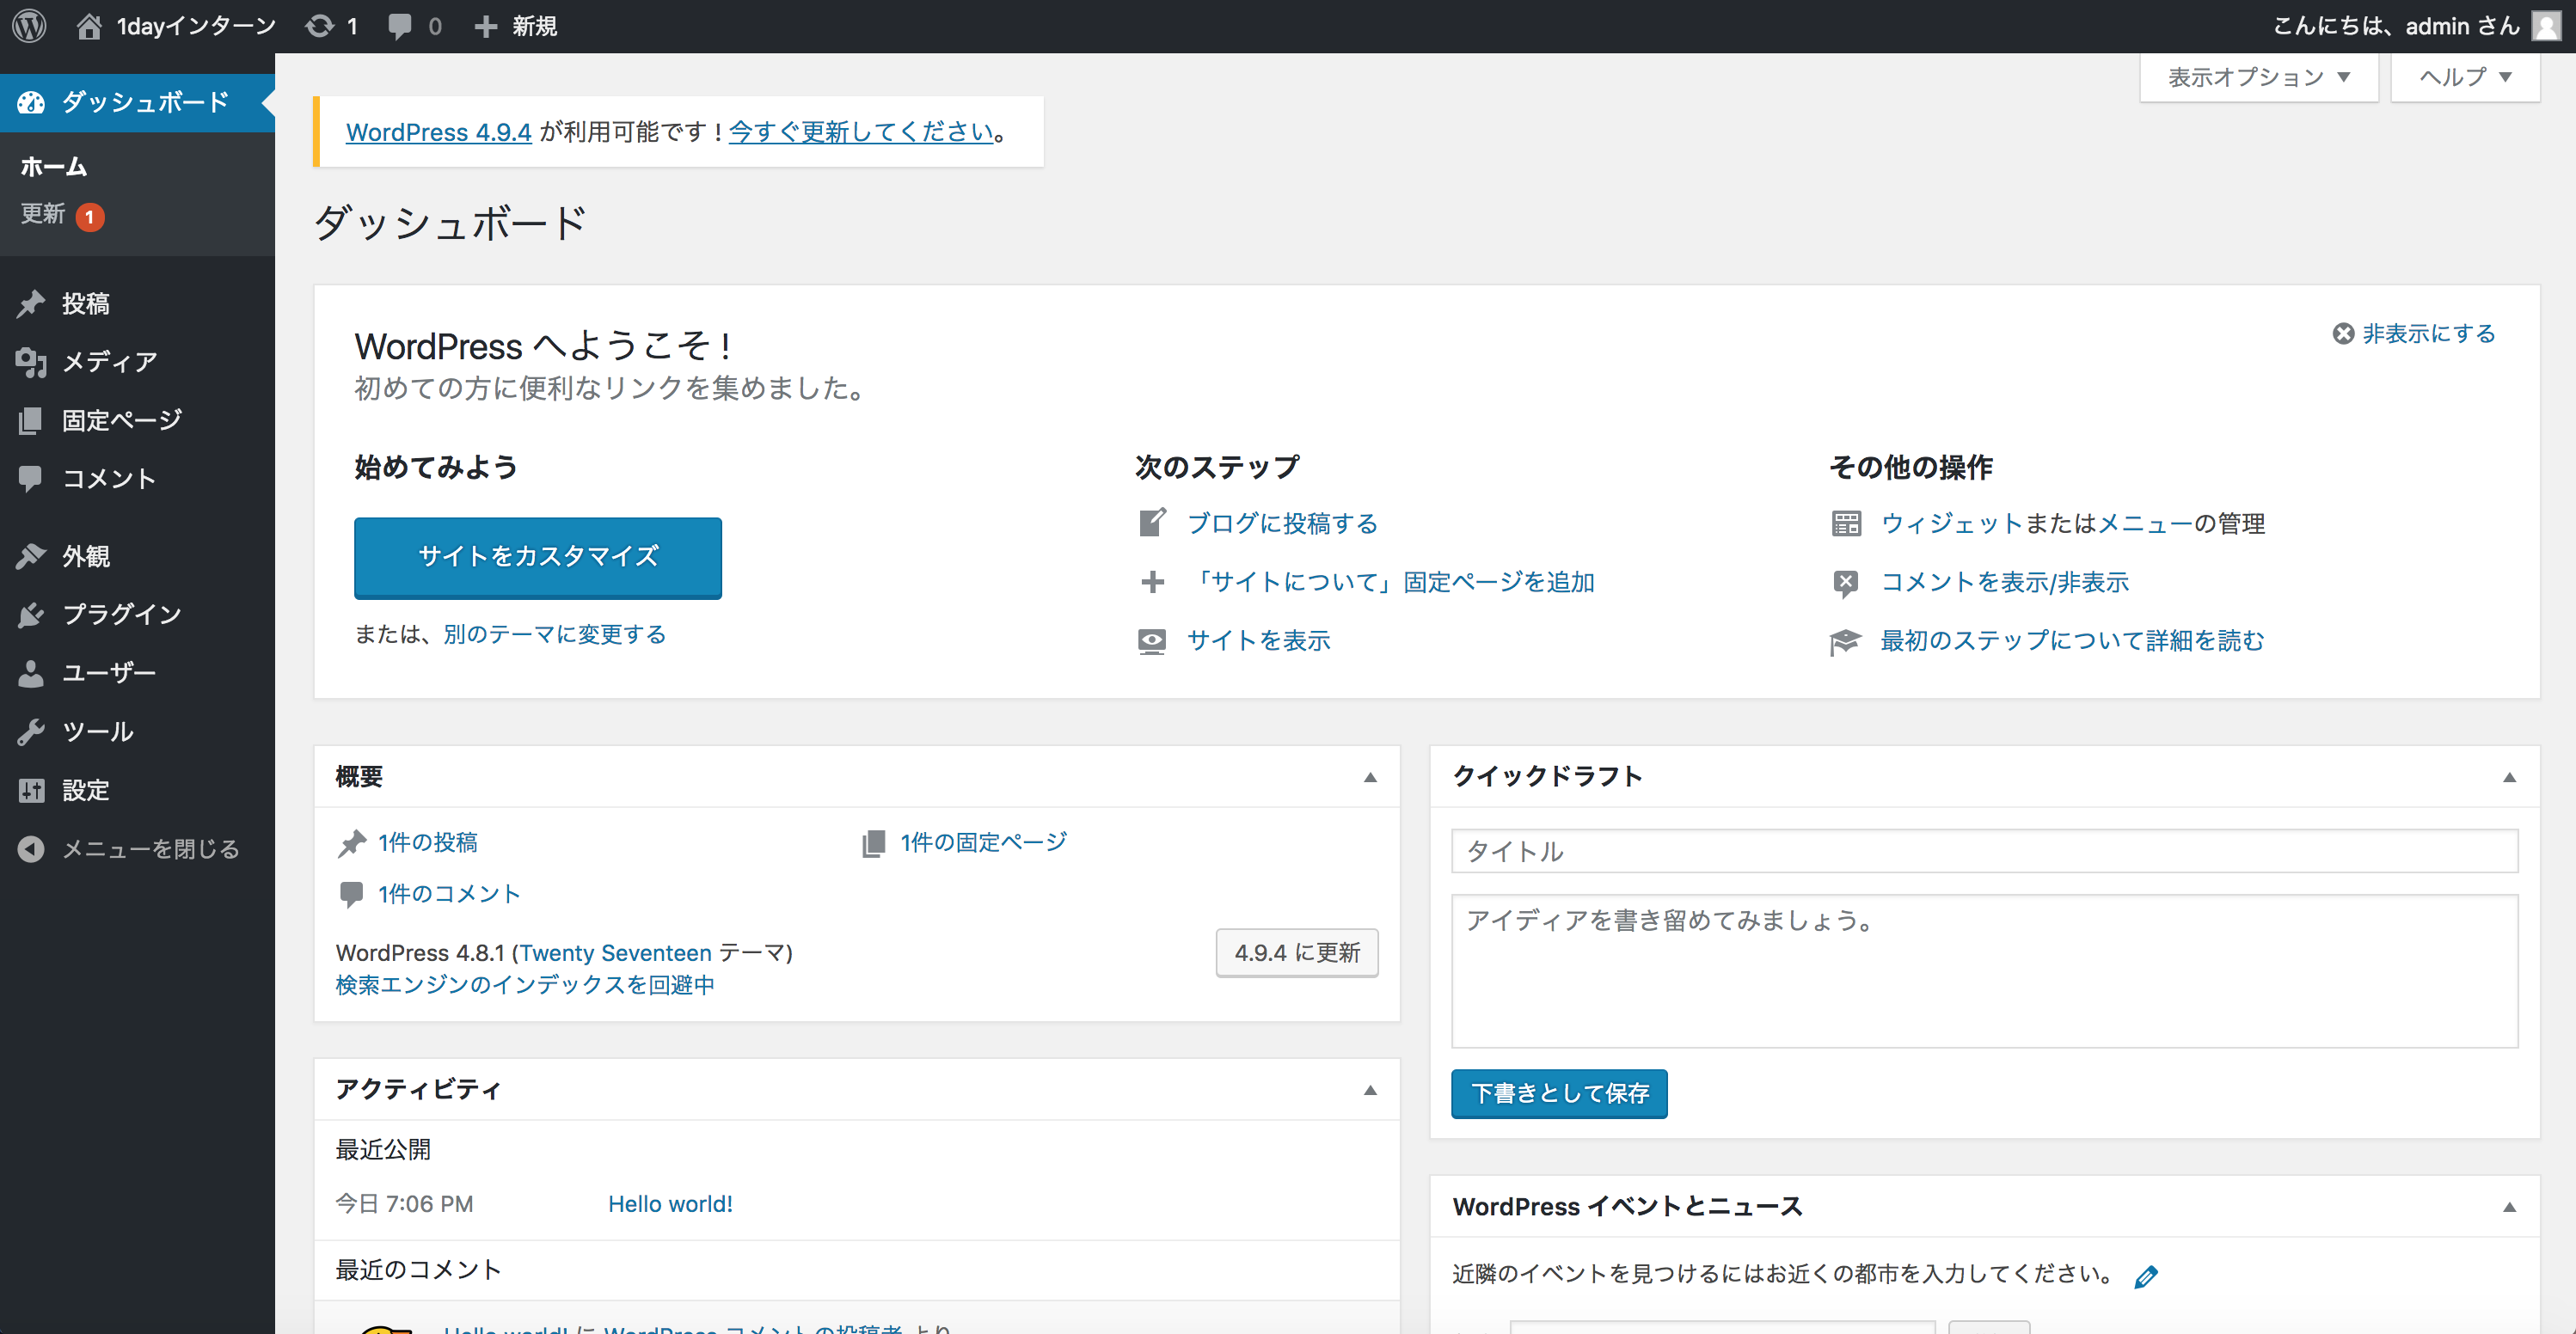 1dayインターン 1 0 新規
こんにちは、admin さん
ダッシュボード
ホーム
更新 1
投稿
メディア
固定ページ
コメント
外観
プラグイン
ユーザー
ツール
設定
メニューを閉じる
表示オプション ▼
ヘルプ ▼
WordPress 4.9.4 が利用可能です ! 今すぐ更新してください。
ダッシュボード
WordPress へようこそ !
非表示にする
初めての方に便利なリンクを集めました。
始めてみよう
サイトをカスタマイズ
または、別のテーマに変更する
次のステップ
ブログに投稿する
「サイトについて」固定ページを追加
サイトを表示
その他の操作
ウィジェットまたはメニューの管理
コメントを表示/非表示
最初のステップについて詳細を読む
概要
1件の投稿
1件の固定ページ
1件のコメント
WordPress 4.8.1 (Twenty Seventeen テーマ)
4.9.4 に更新
検索エンジンのインデックスを回避中
アクティビティ
最近公開
今日 7:06 PM Hello world!
最近のコメント
Hello world! に WordPress コメントの投稿者 より
クイックドラフト
タイトル
アイディアを書き留めてみましょう。
下書きとして保存
WordPress イベントとニュース
近隣のイベントを見つけるにはお近くの都市を入力してください。